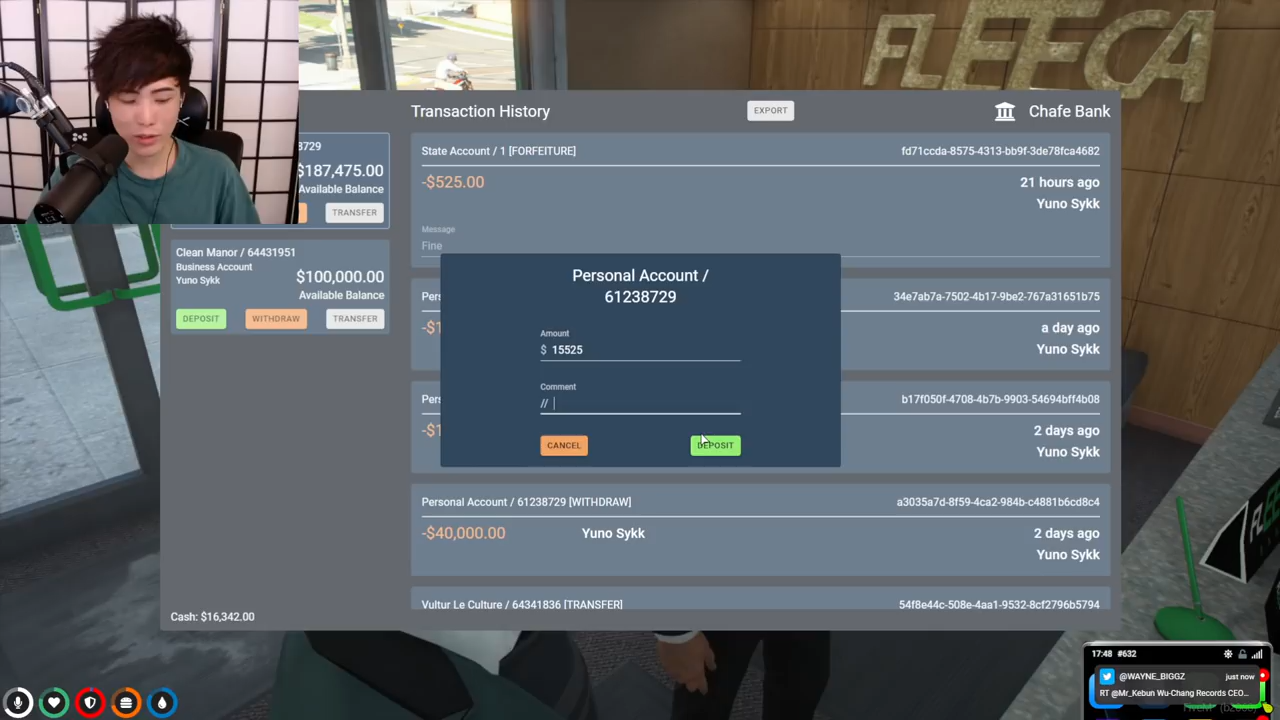 FLEECA
Transaction History
EXPORT
Chafe Bank
8729
State Account / 1 [FORFEITURE]
fd71ccda-8575-4313-bb9f-3de78fca4682
$187,475.00
-$525.00
21 hours ago
Available Balance
Yuno Sykk
TRANSFER
Message
Fine
Clean Manor / 64431951
Business Account
Yuno Sykk
$100,000.00
Available Balance
DEPOSIT
WITHDRAW
TRANSFER
Personal Account /
61238729
Per
34e7ab7a-7502-4b17-9be2-767a31651b75
-$1
a day ago
Yuno Sykk
Amount
$ 15525
Comment
//
CANCEL
DEPOSIT
Per
b17f050f-4708-4b7b-9903-54694bff4b08
-$1
2 days ago
Yuno Sykk
Personal Account / 61238729 [WITHDRAW]
a3035a7d-8f59-4ca2-984b-c4881b6cd8c4
-$40,000.00
Yuno Sykk
2 days ago
Yuno Sykk
Vultur Le Culture / 64341836 [TRANSFER]
54f8e44c-508e-4aa1-9532-8cf2796b5794
Cash: $16,342.00
17:48 #632
@WAYNE_BIGGZ
just now
RT @Mr_Kebun Wu-Chang Records CEO...